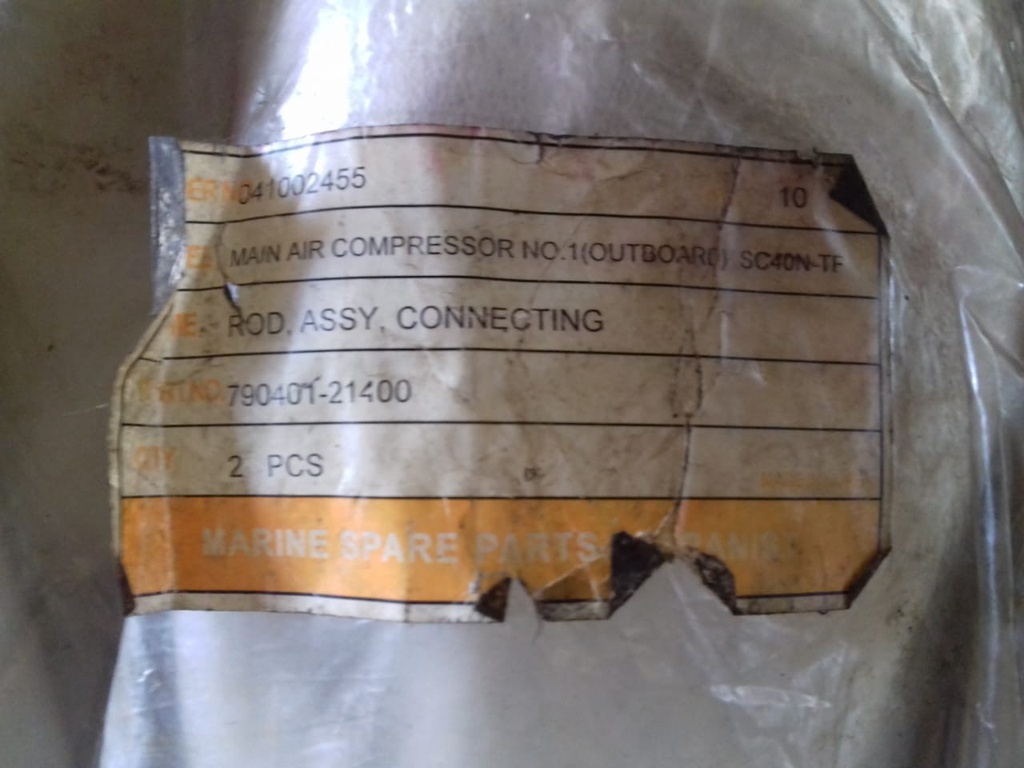 041002455 10
MAIN AIR COMPRESSOR NO.1(OUTBOARD) SC40N-TF
ROD, ASSY, CONNECTING
790401-21400
QTY 2 PCS
MARINE SPARE PARTS